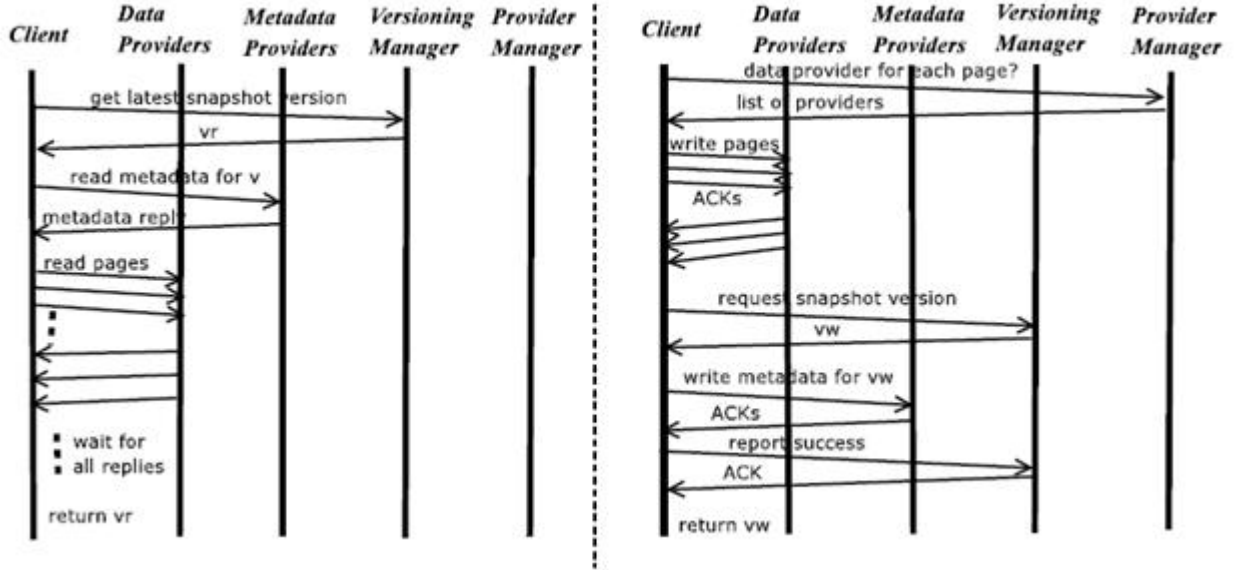 Client
Data
Providers
Metadata
Providers
Versioning
Manager
Provider
Manager
get latest snapshot version
vr
read metadata for v
metadata reply
read pages
wait for
all replies
return vr
Client
Data
Providers
Metadata
Providers
Versioning
Manager
Provider
Manager
data provider for each page?
list of providers
write pages
ACKs
request snapshot version
vw
write metadata for vw
ACKs
report success
ACK
return vw